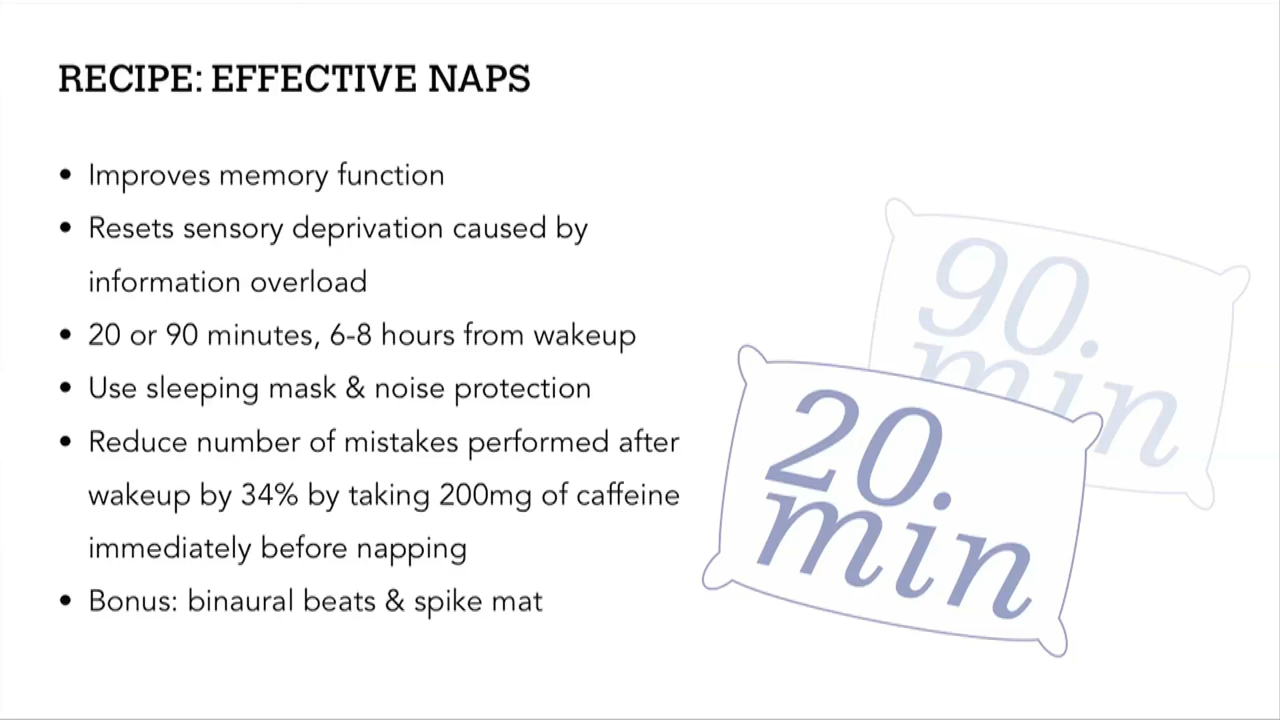 RECIPE: EFFECTIVE NAPS
• Improves memory function
• Resets sensory deprivation caused by
information overload
• 20 or 90 minutes, 6-8 hours from wakeup
• Use sleeping mask & noise protection
• Reduce number of mistakes performed after
wakeup by 34% by taking 200mg of caffeine
immediately before napping
• Bonus: binaural beats & spike mat
90.
min
20.
min